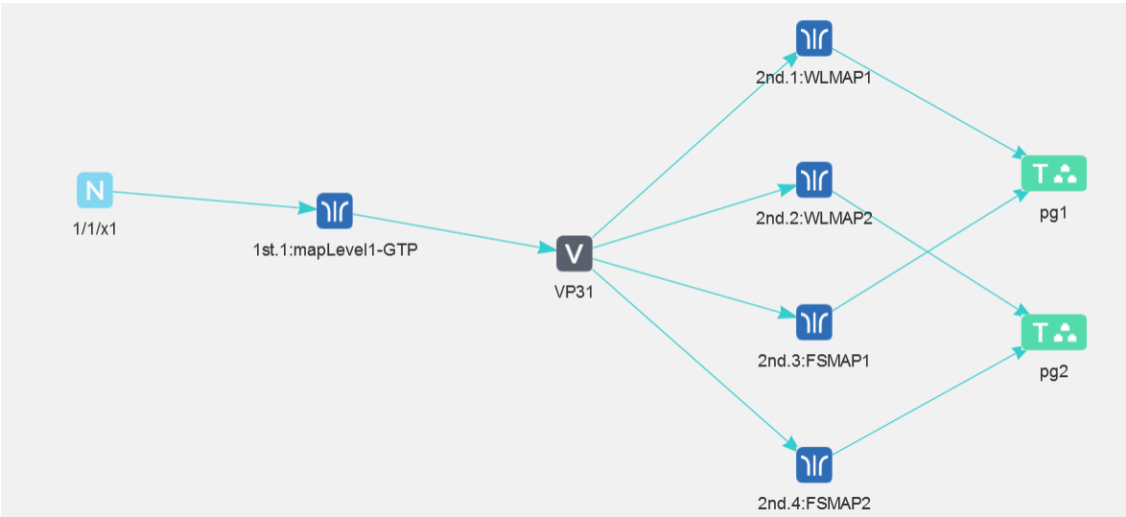 N
1/1/x1
1st.1:mapLevel1-GTP
V
VP31
2nd.1:WLMAP1
2nd.2:WLMAP2
2nd.3:FSMAP1
2nd.4:FSMAP2
T
pg1
T
pg2